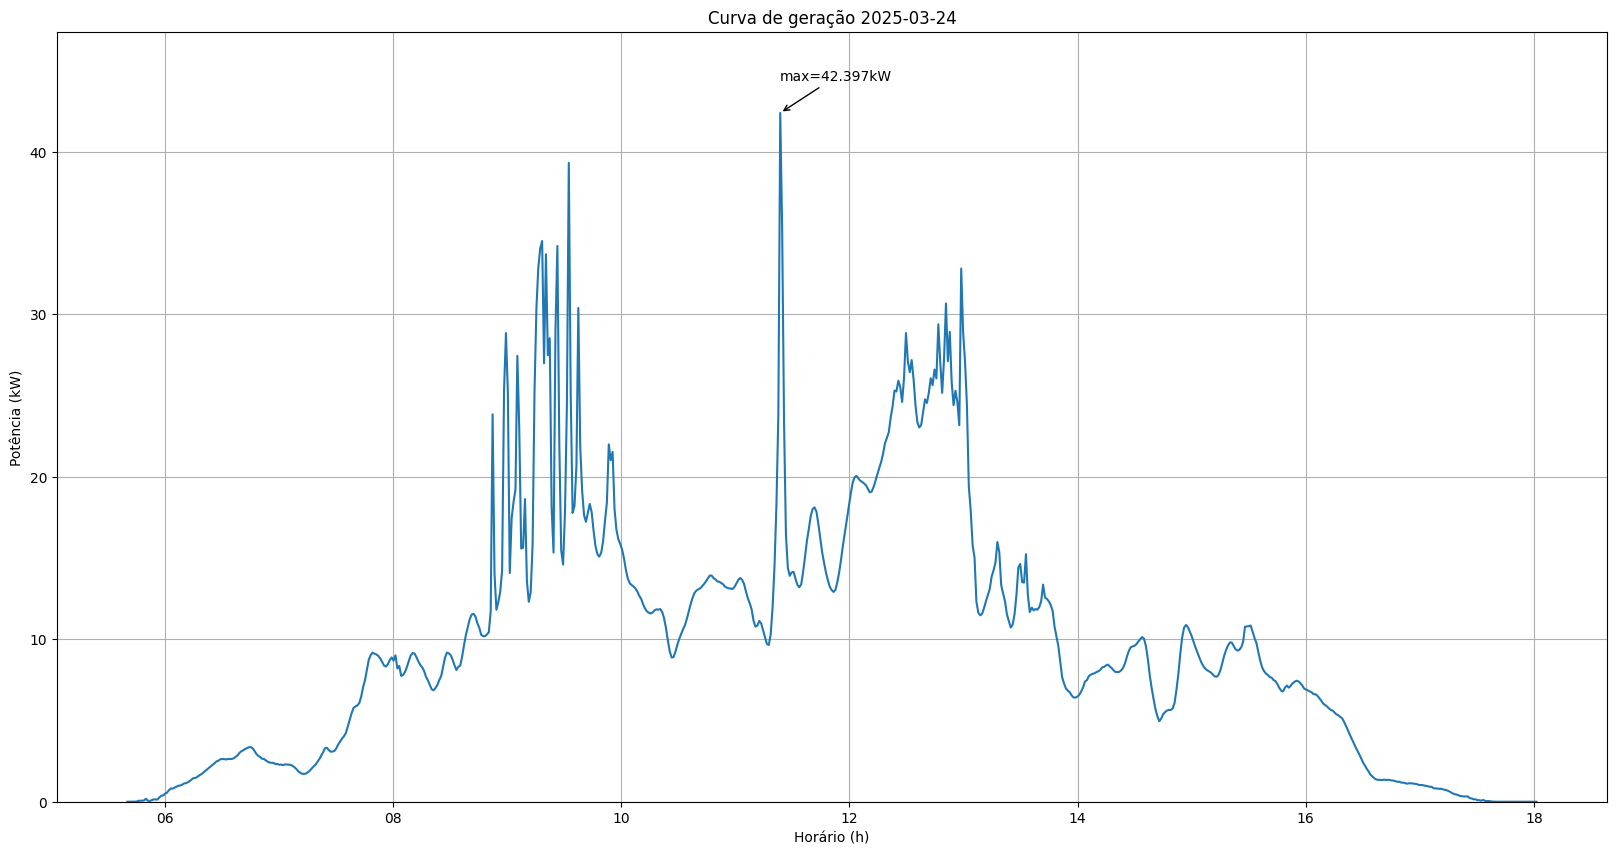 Curva de geração 2025-03-24
max=42.397kW
Potência (kW)
40
30
20
10
0
06 08 10 12 14 16 18
Horário (h)